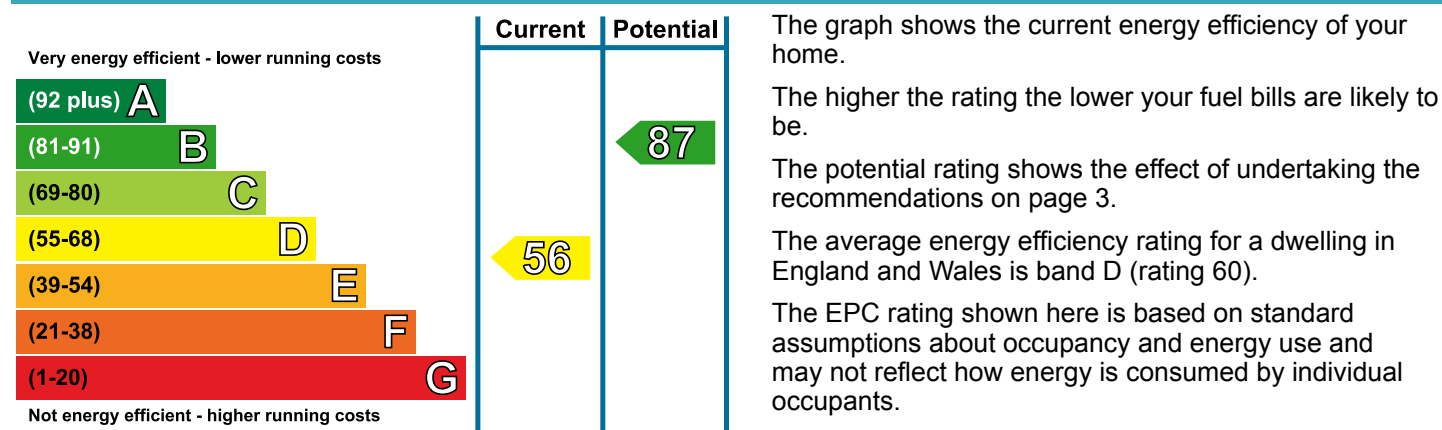 Current Potential
Very energy efficient - lower running costs
(92 plus) A
(81-91) B
87
(69-80) C
(55-68) D
56
(39-54) E
(21-38) F
(1-20) G
Not energy efficient - higher running costs
The graph shows the current energy efficiency of your
home.
The higher the rating the lower your fuel bills are likely to
be.
The potential rating shows the effect of undertaking the
recommendations on page 3.
The average energy efficiency rating for a dwelling in
England and Wales is band D (rating 60).
The EPC rating shown here is based on standard
assumptions about occupancy and energy use and
may not reflect how energy is consumed by individual
occupants.